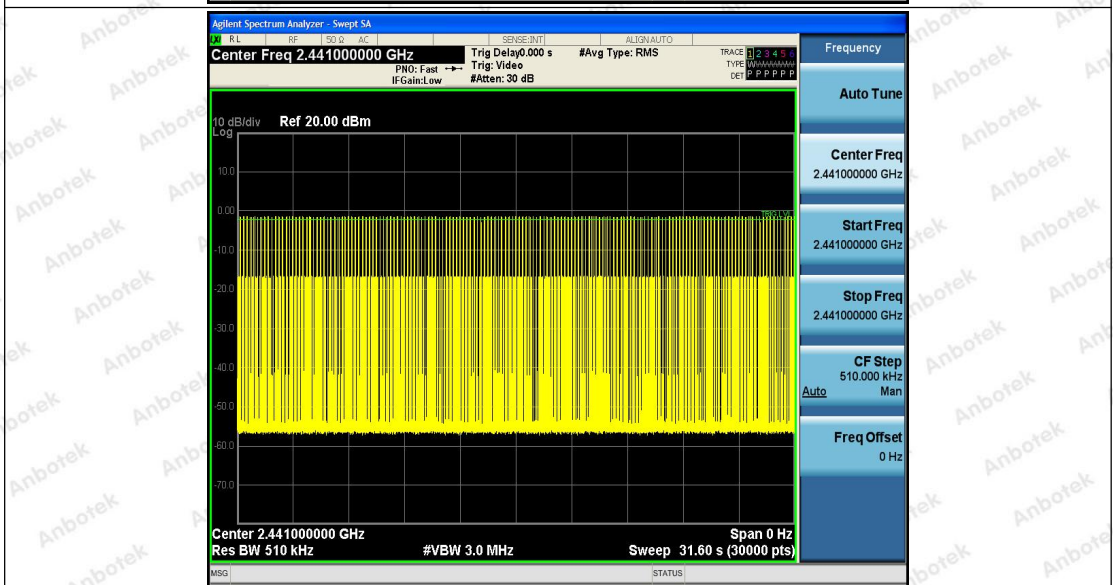 Agilent Spectrum Analyzer - Swept SA
RL RF 50 Ω AC SENSE:INT ALIGN AUTO
Center Freq 2.441000000 GHz
PNO: Fast
IFGain:Low
Trig Delay0.000 s
Trig: Video
#Atten: 30 dB
#Avg Type: RMS
TRACE 1 2 3 4 5 6
TYPE
DET P P P P P P
10 dB/div Ref 20.00 dBm
Log
10.0
0.00
TRIG LVL
-10.0
-20.0
-30.0
-40.0
-50.0
-60.0
-70.0
Center 2.441000000 GHz Span 0 Hz
Res BW 510 kHz #VBW 3.0 MHz Sweep 31.60 s (30000 pts)
MSG STATUS
Frequency
Auto Tune
Center Freq
2.441000000 GHz
Start Freq
2.441000000 GHz
Stop Freq
2.441000000 GHz
CF Step
510.000 kHz
Auto Man
Freq Offset
0 Hz
Anbotek